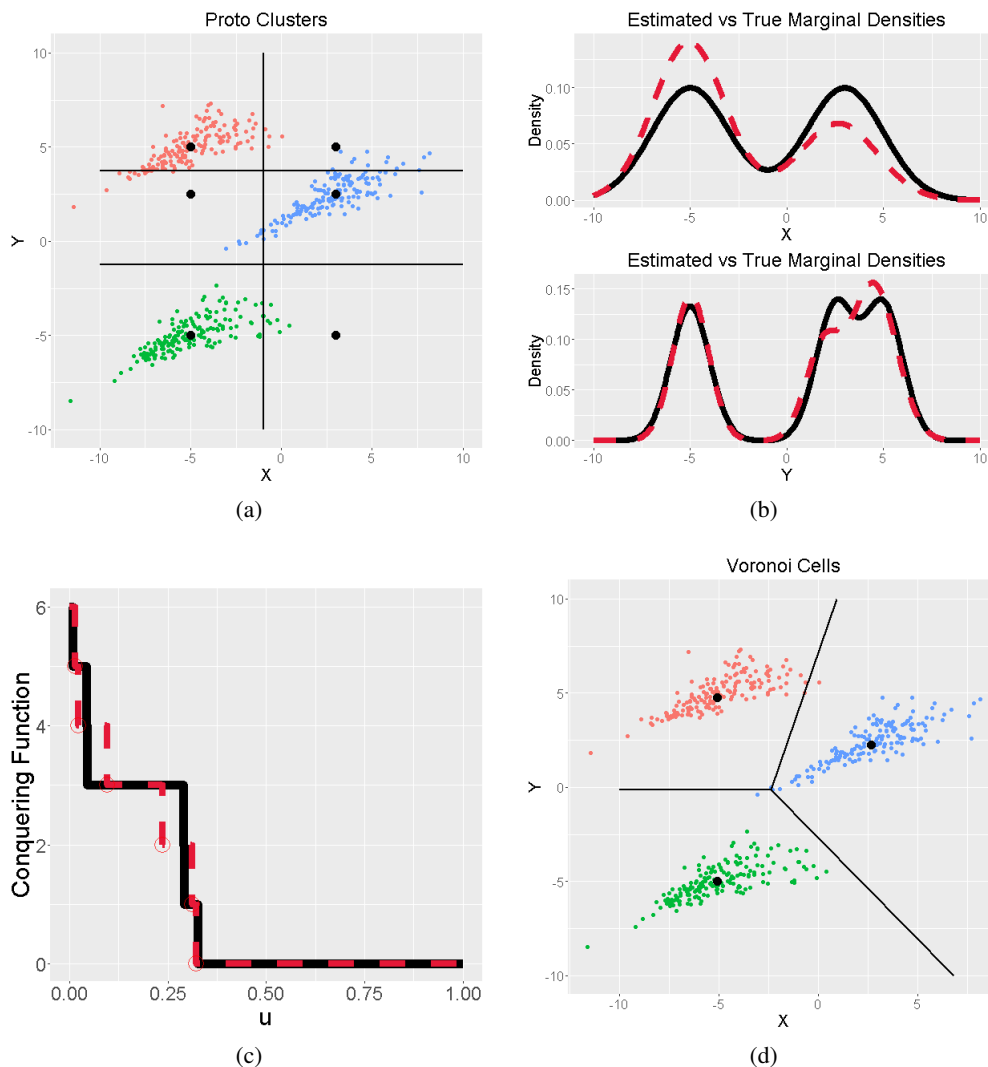 Proto Clusters
10
5
0
-5
-10
Y
-10
-5
0
5
10
X
(a)
Estimated vs True Marginal Densities
0.10
0.05
0.00
Density
-10
-5
0
5
10
X
Estimated vs True Marginal Densities
0.15
0.10
0.05
0.00
Density
-10
-5
0
5
10
Y
(b)
6
4
2
0
Conquering Function
0.00
0.25
0.50
0.75
1.00
u
(c)
Voronoi Cells
10
5
0
-5
-10
Y
-10
-5
0
5
X
(d)